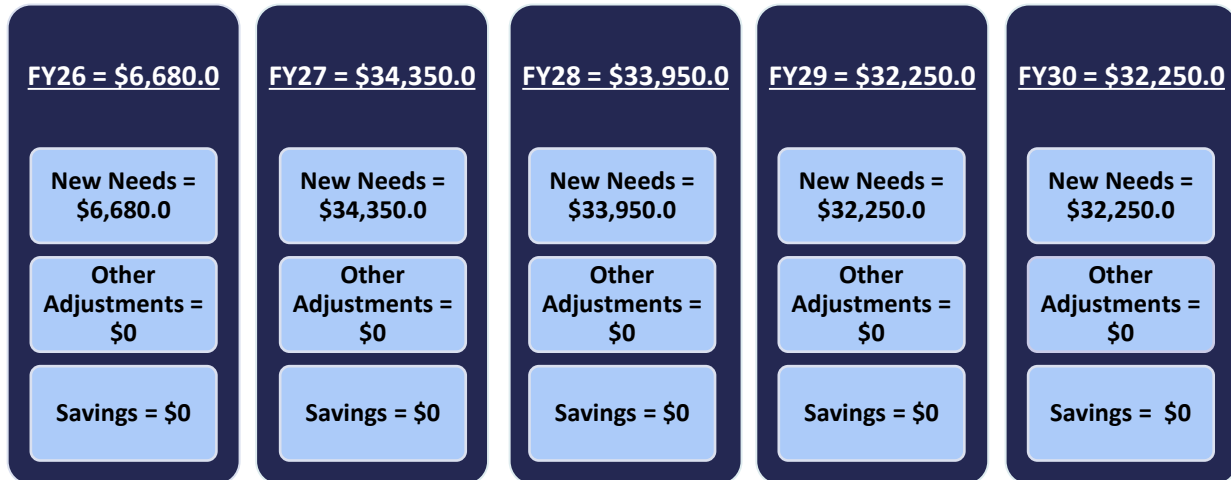 FY26 = $6,680.0
New Needs =
$6,680.0
Other
Adjustments =
$0
Savings = $0
FY27 = $34,350.0
New Needs =
$34,350.0
Other
Adjustments =
$0
Savings = $0
FY28 = $33,950.0
New Needs =
$33,950.0
Other
Adjustments =
$0
Savings = $0
FY29 = $32,250.0
New Needs =
$32,250.0
Other
Adjustments =
$0
Savings = $0
FY30 = $32,250.0
New Needs =
$32,250.0
Other
Adjustments =
$0
Savings =  $0